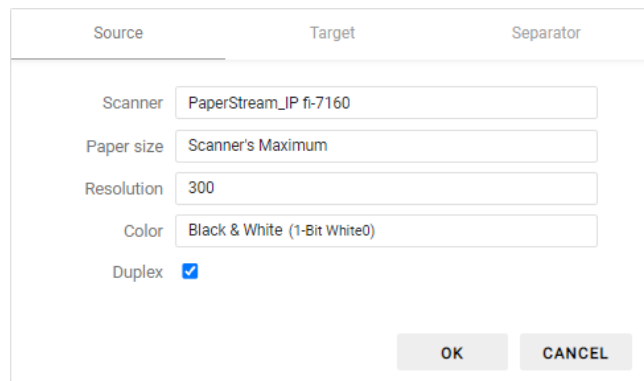 Source Target Separator
Scanner PaperStream_IP fi-7160
Paper size Scanner's Maximum
Resolution 300
Color Black & White (1-Bit White0)
Duplex
OK CANCEL